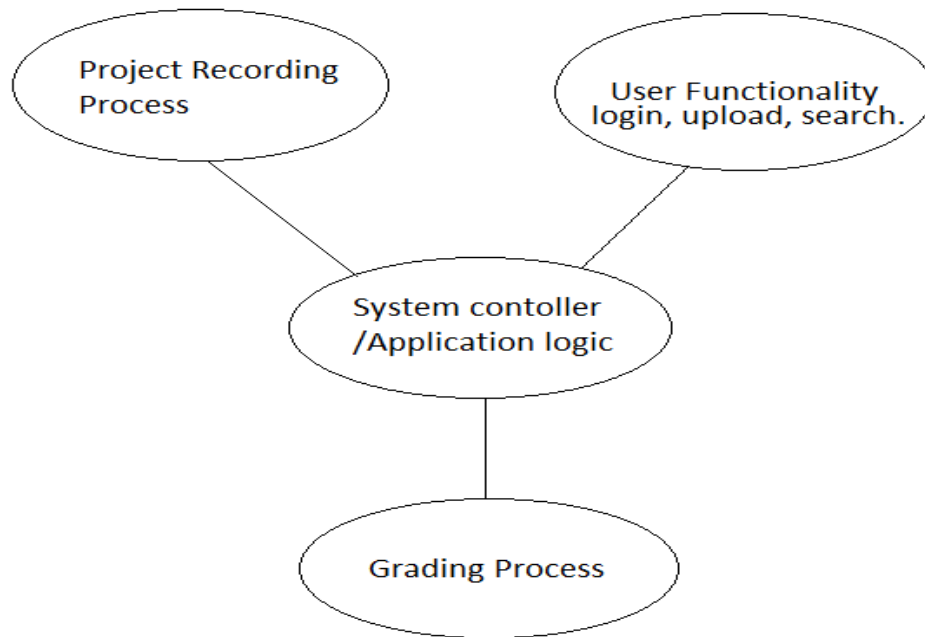 Project Recording
Process
User Functionality
login, upload, search.
System contoller
/Application logic
Grading Process